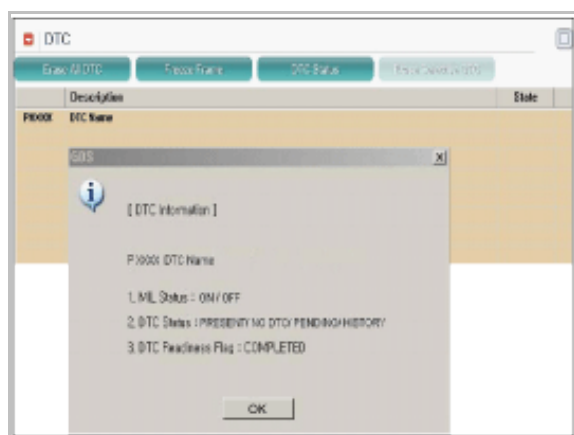 DTC
Erase All DTC Freeze Frame DTC Status
Description State
PXXXX DTC Name
GDS
[ DTC Information ]
PXXXX DTC Name
1. MIL Status : ON / OFF
2. DTC Status : PRESENT/ NO DTC/ PENDING/HISTORY
3. DTC Readiness Flag : COMPLETED
OK